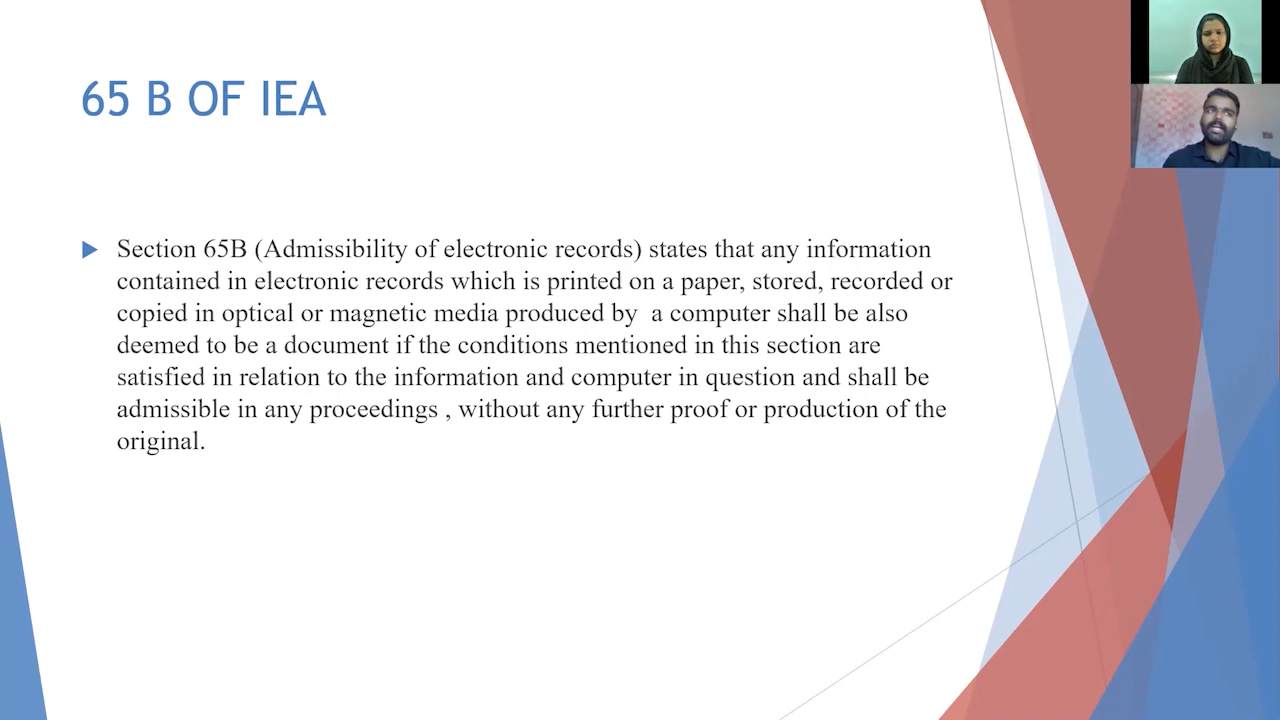 65 B OF IEA
Section 65B (Admissibility of electronic records) states that any information
contained in electronic records which is printed on a paper, stored, recorded or
copied in optical or magnetic media produced by  a computer shall be also
deemed to be a document if the conditions mentioned in this section are
satisfied in relation to the information and computer in question and shall be
admissible in any proceedings , without any further proof or production of the
original.